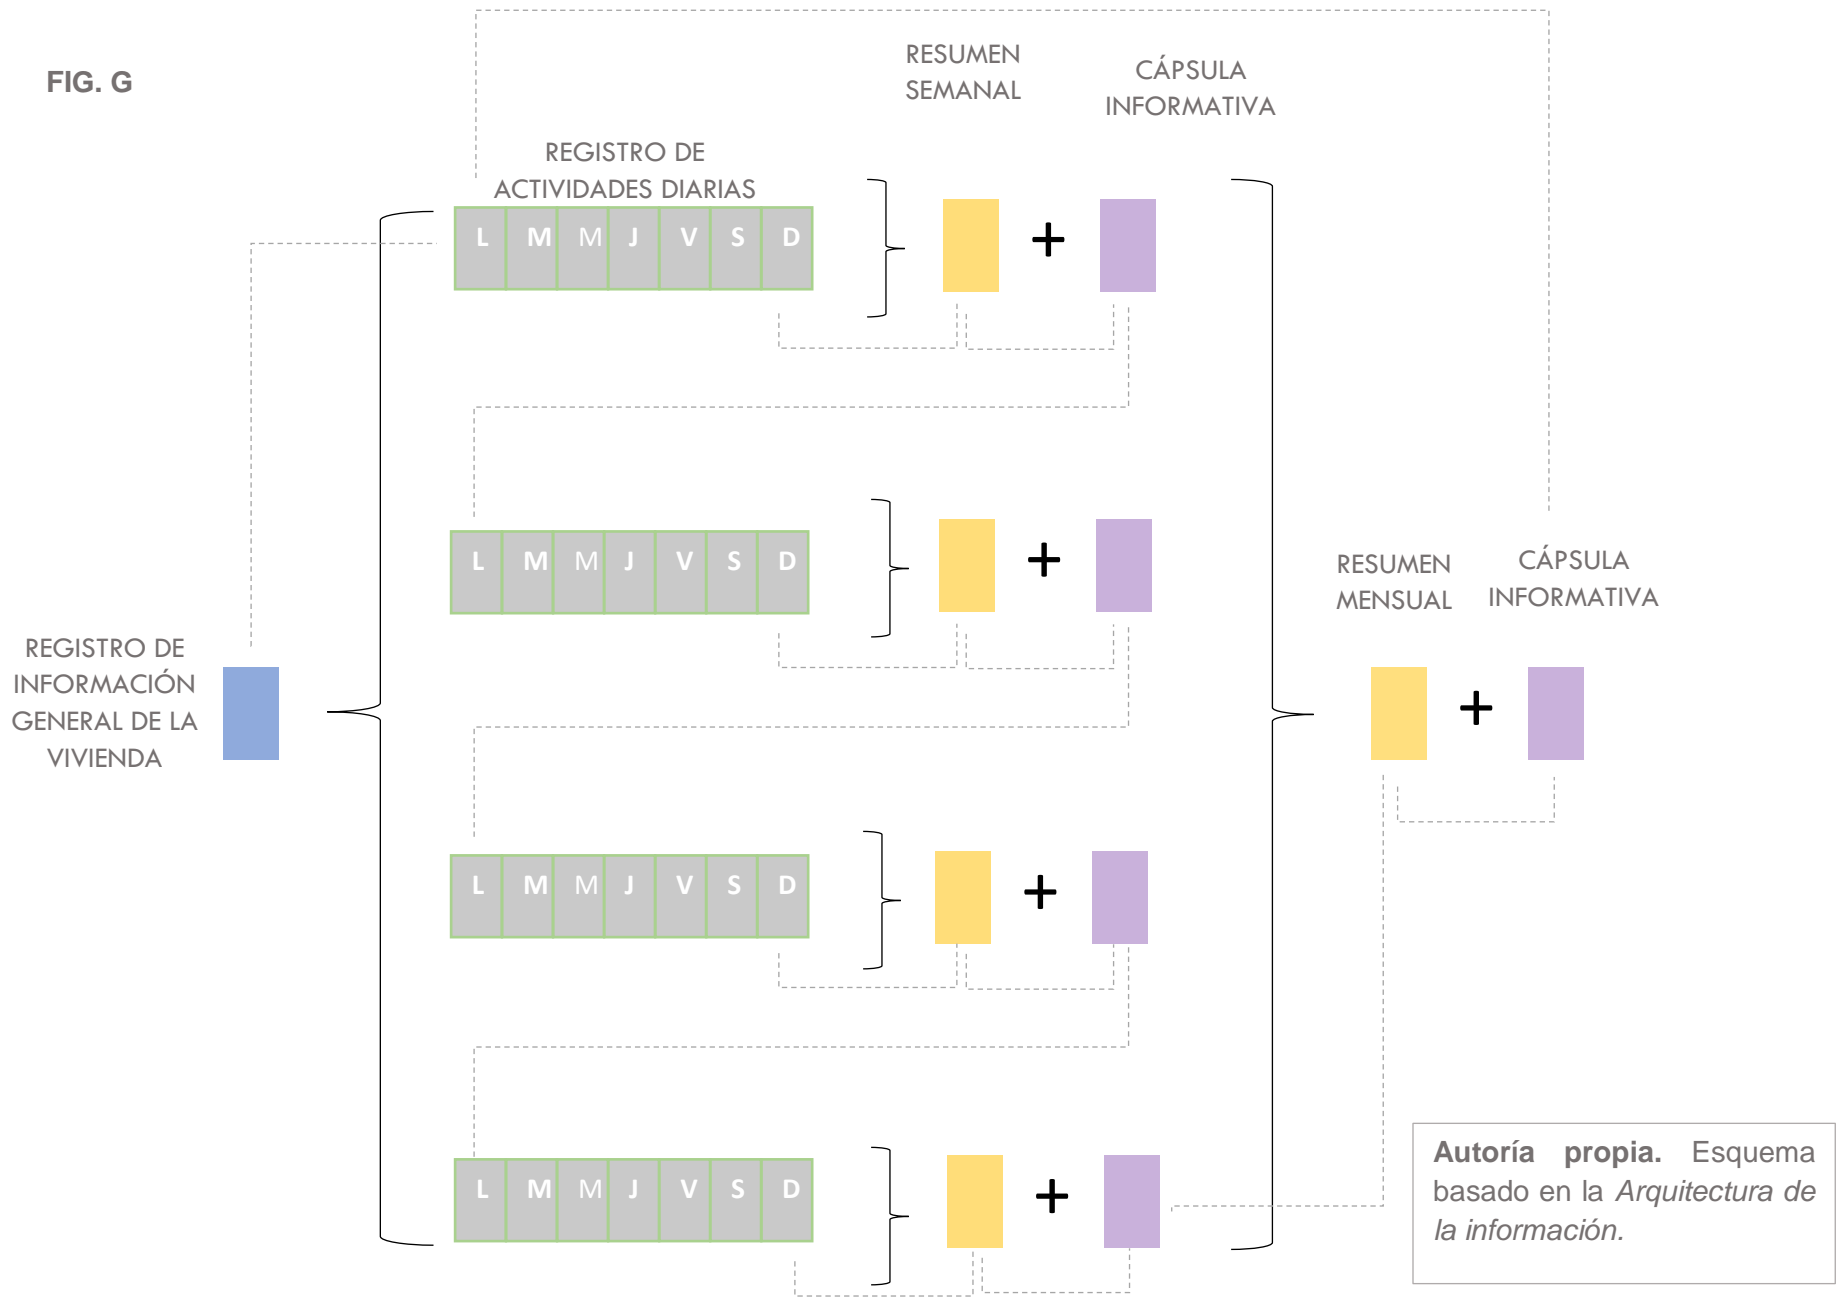 FIG. G
RESUMEN
SEMANAL
CÁPSULA
INFORMATIVA
REGISTRO DE
ACTIVIDADES DIARIAS
L M M J V S D
+
L M M J V S D
+
RESUMEN
MENSUAL
CÁPSULA
INFORMATIVA
REGISTRO DE
INFORMACIÓN
GENERAL DE LA
VIVIENDA
+
L M M J V S D
+
L M M J V S D
+
Autoría propia. Esquema
basado en la Arquitectura de
la información.